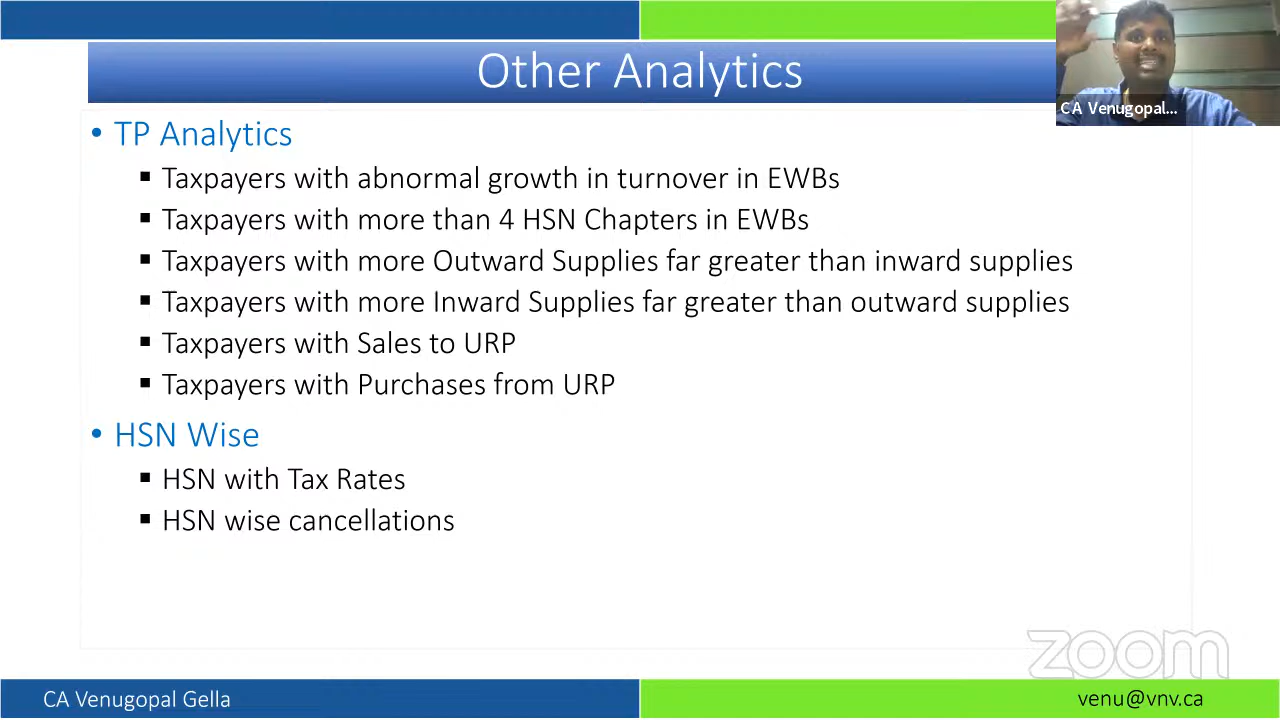 Other Analytics
CA Venugopal...
• TP Analytics
▪ Taxpayers with abnormal growth in turnover in EWBs
▪ Taxpayers with more than 4 HSN Chapters in EWBs
▪ Taxpayers with more Outward Supplies far greater than inward supplies
▪ Taxpayers with more Inward Supplies far greater than outward supplies
▪ Taxpayers with Sales to URP
▪ Taxpayers with Purchases from URP
• HSN Wise
▪ HSN with Tax Rates
▪ HSN wise cancellations
zoom
CA Venugopal Gella
venu@vnv.ca